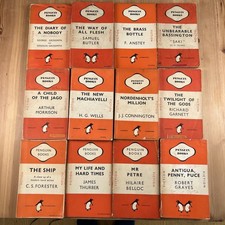 PENGUIN
BOOKS
THE DIARY OF
A NOBODY
PENGUIN
BOOKS
THE WAY OF
ALL FLESH
SAMUEL
BUTLER
PENGUIN
BOOKS
THE BRASS
BOTTLE
F. ANSTEY
PENGUIN
BOOKS
THE
UNBEARABLE
BASSINGTON
PENGUIN
BOOKS
A CHILD OF
THE JAGO
ARTHUR
MORRISON
PENGUIN
BOOKS
THE NEW
MACHIAVELLI
H. G. WELLS
PENGUIN
BOOKS
NORDENHOLT'S
MILLION
J. J. CONNINGTON
PENGUIN
BOOKS
THE TWILIGHT
OF THE GODS
RICHARD
GARNETT
PENGUIN
BOOKS
THE SHIP
C. S. FORESTER
PENGUIN
BOOKS
MY LIFE AND
HARD TIMES
JAMES
THURBER
PENGUIN
BOOKS
MR
PETRE
HILAIRE
BELLOC
PENGUIN
BOOKS
ANTIGUA,
PENNY, PUCE
ROBERT
GRAVES